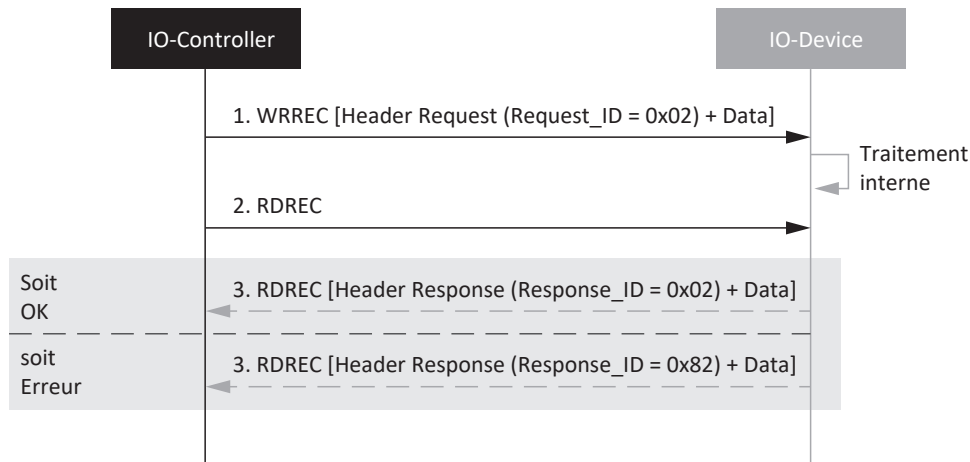 IO-Controller
IO-Device
1. WRREC [Header Request (Request_ID = 0x02) + Data]
Traitement
interne
2. RDREC
Soit
OK
3. RDREC [Header Response (Response_ID = 0x02) + Data]
soit
Erreur
3. RDREC [Header Response (Response_ID = 0x82) + Data]